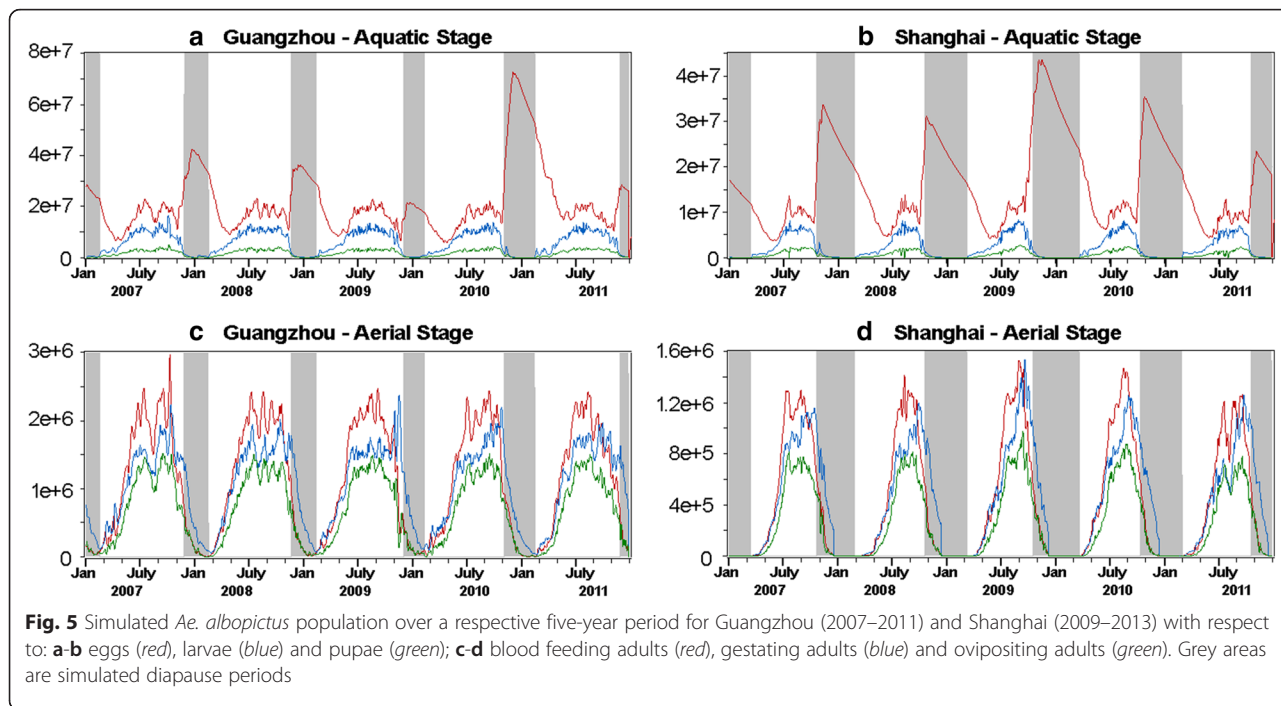 a Guangzhou - Aquatic Stage
8e+7
6e+7
4e+7
2e+7
0
Jan July Jan July Jan July Jan July Jan July
2007 2008 2009 2010 2011
b Shanghai - Aquatic Stage
4e+7
3e+7
2e+7
1e+7
0
Jan July Jan July Jan July Jan July Jan July
2007 2008 2009 2010 2011
c Guangzhou - Aerial Stage
3e+6
2e+6
1e+6
0
Jan July Jan July Jan July Jan July Jan July
2007 2008 2009 2010 2011
d Shanghai - Aerial Stage
1.6e+6
1.2e+6
8e+5
4e+5
0
Jan July Jan July Jan July Jan July Jan July
2007 2008 2009 2010 2011
Fig. 5 Simulated Ae. albopictus population over a respective five-year period for Guangzhou (2007–2011) and Shanghai (2009–2013) with respect
to: a-b eggs (red), larvae (blue) and pupae (green); c-d blood feeding adults (red), gestating adults (blue) and ovipositing adults (green). Grey areas
are simulated diapause periods